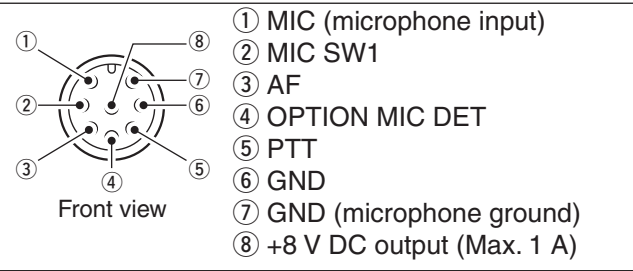 ① ⑧
⑦
② ⑥
③ ④ ⑤
Front view
① MIC (microphone input)
② MIC SW1
③ AF
④ OPTION MIC DET
⑤ PTT
⑥ GND
⑦ GND (microphone ground)
⑧ +8 V DC output (Max. 1 A)